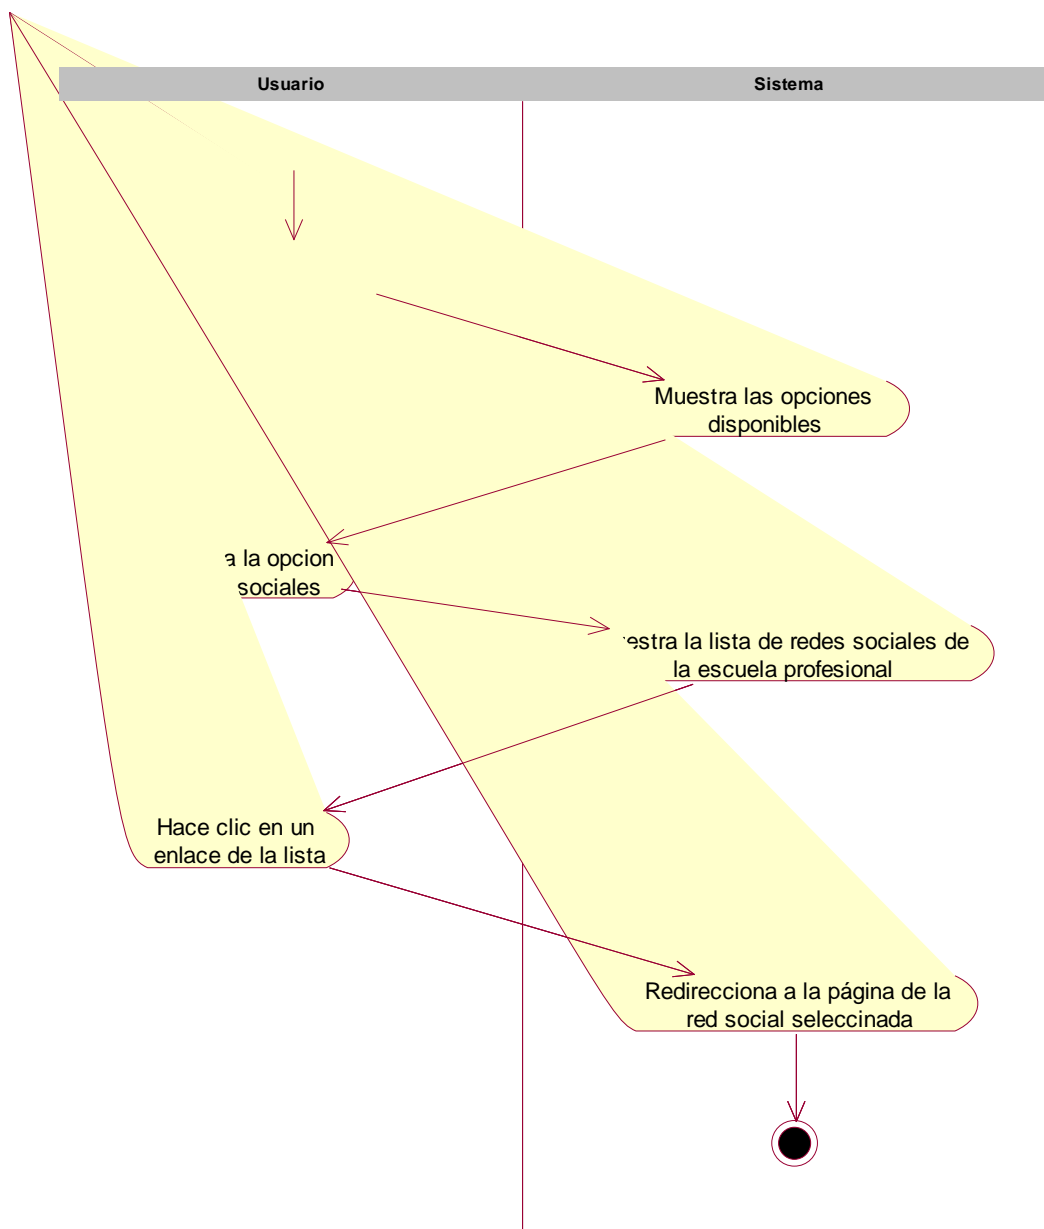 Usuario
Sistema
Muestra las opciones
disponibles
a la opcion
sociales
estra la lista de redes sociales de
la escuela profesional
Hace clic en un
enlace de la lista
Redirecciona a la página de la
red social seleccinada